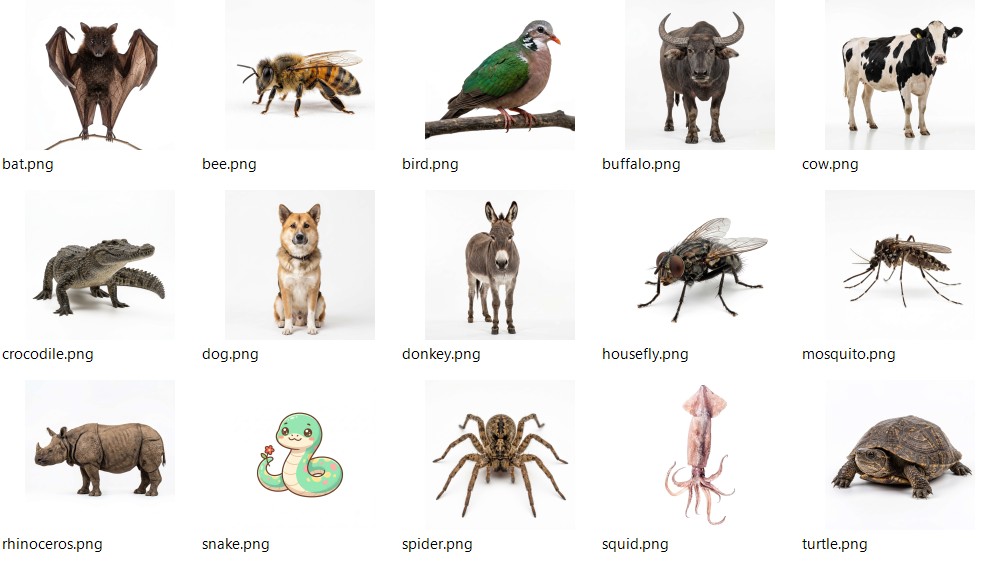 bat.png
bee.png
bird.png
buffalo.png
cow.png
crocodile.png
dog.png
donkey.png
housefly.png
mosquito.png
rhinoceros.png
snake.png
spider.png
squid.png
turtle.png